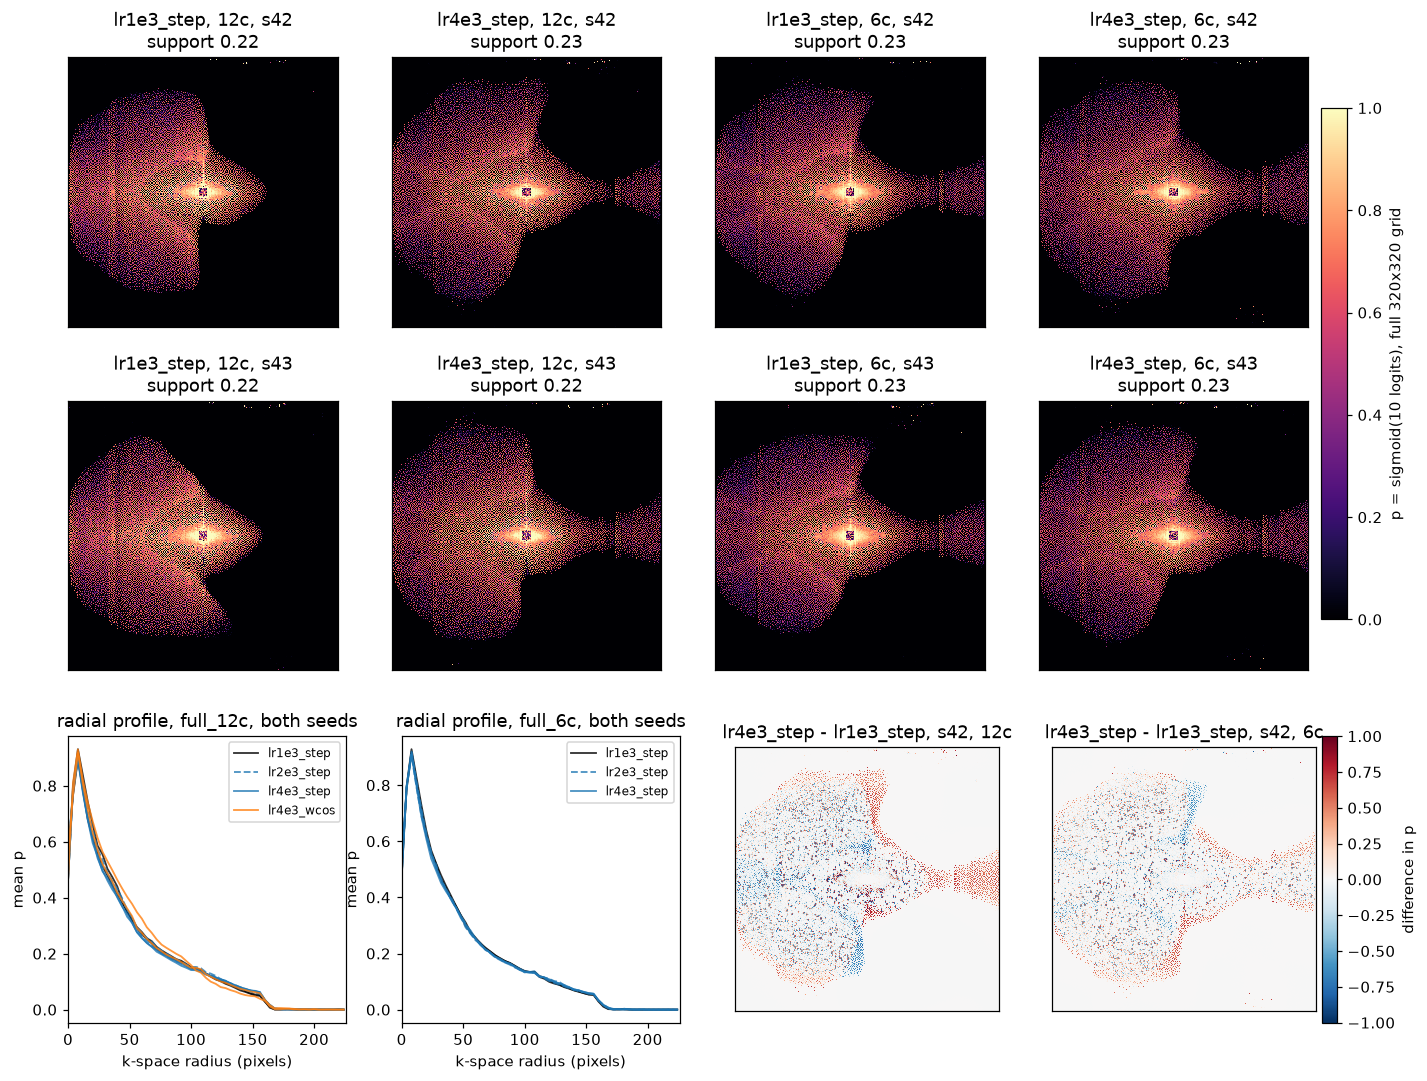 lr1e3_step, 12c, s42
support 0.22
lr4e3_step, 12c, s42
support 0.23
lr1e3_step, 6c, s42
support 0.23
lr4e3_step, 6c, s42
support 0.23
1.0
0.8
0.6
0.4
0.2
0.0
p = sigmoid(10 logits), full 320x320 grid
lr1e3_step, 12c, s43
support 0.22
lr4e3_step, 12c, s43
support 0.22
lr1e3_step, 6c, s43
support 0.23
lr4e3_step, 6c, s43
support 0.23
radial profile, full_12c, both seeds
lr1e3_step
lr2e3_step
lr4e3_step
lr4e3_wcos
0.8
0.6
0.4
0.2
0.0
mean p
0 50 100 150 200
k-space radius (pixels)
radial profile, full_6c, both seeds
lr1e3_step
lr2e3_step
lr4e3_step
0.8
0.6
0.4
0.2
0.0
mean p
0 50 100 150 200
k-space radius (pixels)
lr4e3_step - lr1e3_step, s42, 12c
lr4e3_step - lr1e3_step, s42, 6c
1.00
0.75
0.50
0.25
0.00
−0.25
−0.50
−0.75
−1.00
difference in p